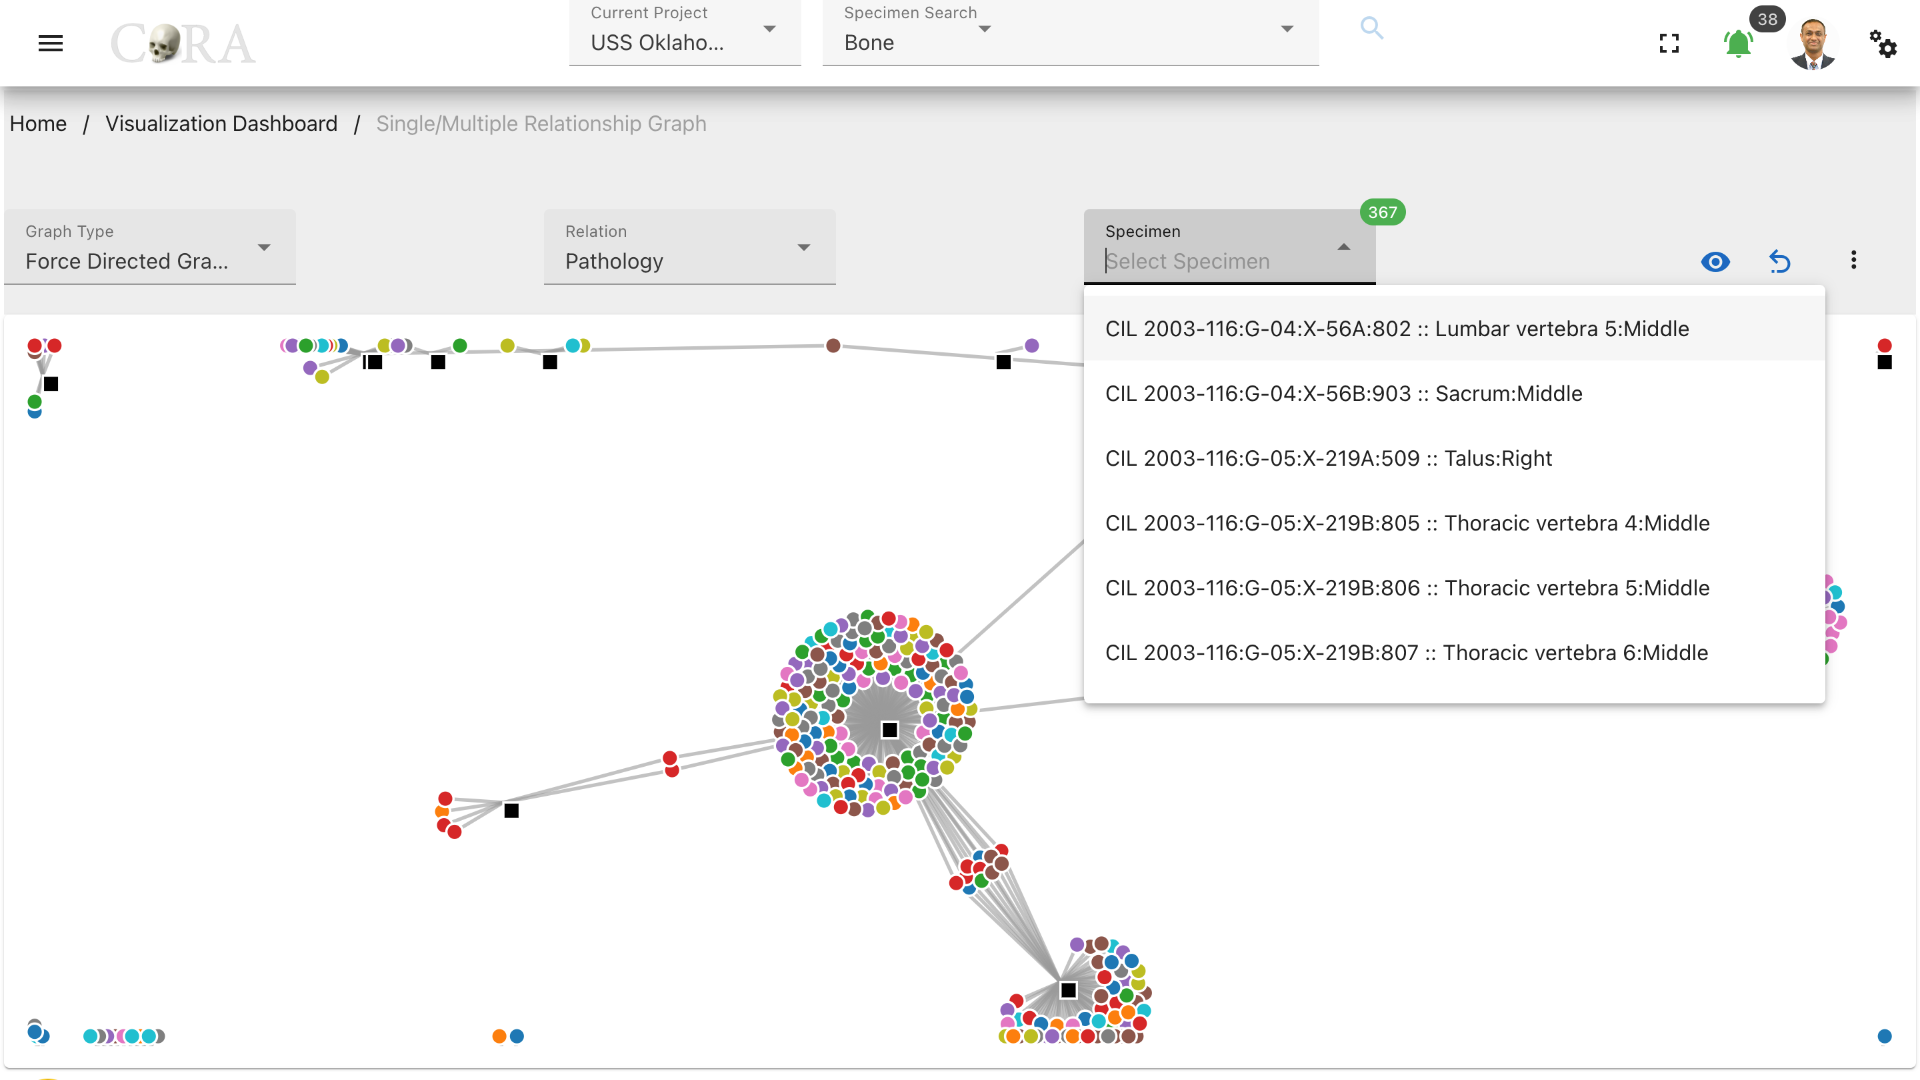 CORA
Current Project
USS Oklaho...
Specimen Search
Bone
38
Home / Visualization Dashboard / Single/Multiple Relationship Graph
Graph Type
Force Directed Gra...
Relation
Pathology
Specimen
Select Specimen
367
CIL 2003-116:G-04:X-56A:802 :: Lumbar vertebra 5:Middle
CIL 2003-116:G-04:X-56B:903 :: Sacrum:Middle
CIL 2003-116:G-05:X-219A:509 :: Talus:Right
CIL 2003-116:G-05:X-219B:805 :: Thoracic vertebra 4:Middle
CIL 2003-116:G-05:X-219B:806 :: Thoracic vertebra 5:Middle
CIL 2003-116:G-05:X-219B:807 :: Thoracic vertebra 6:Middle